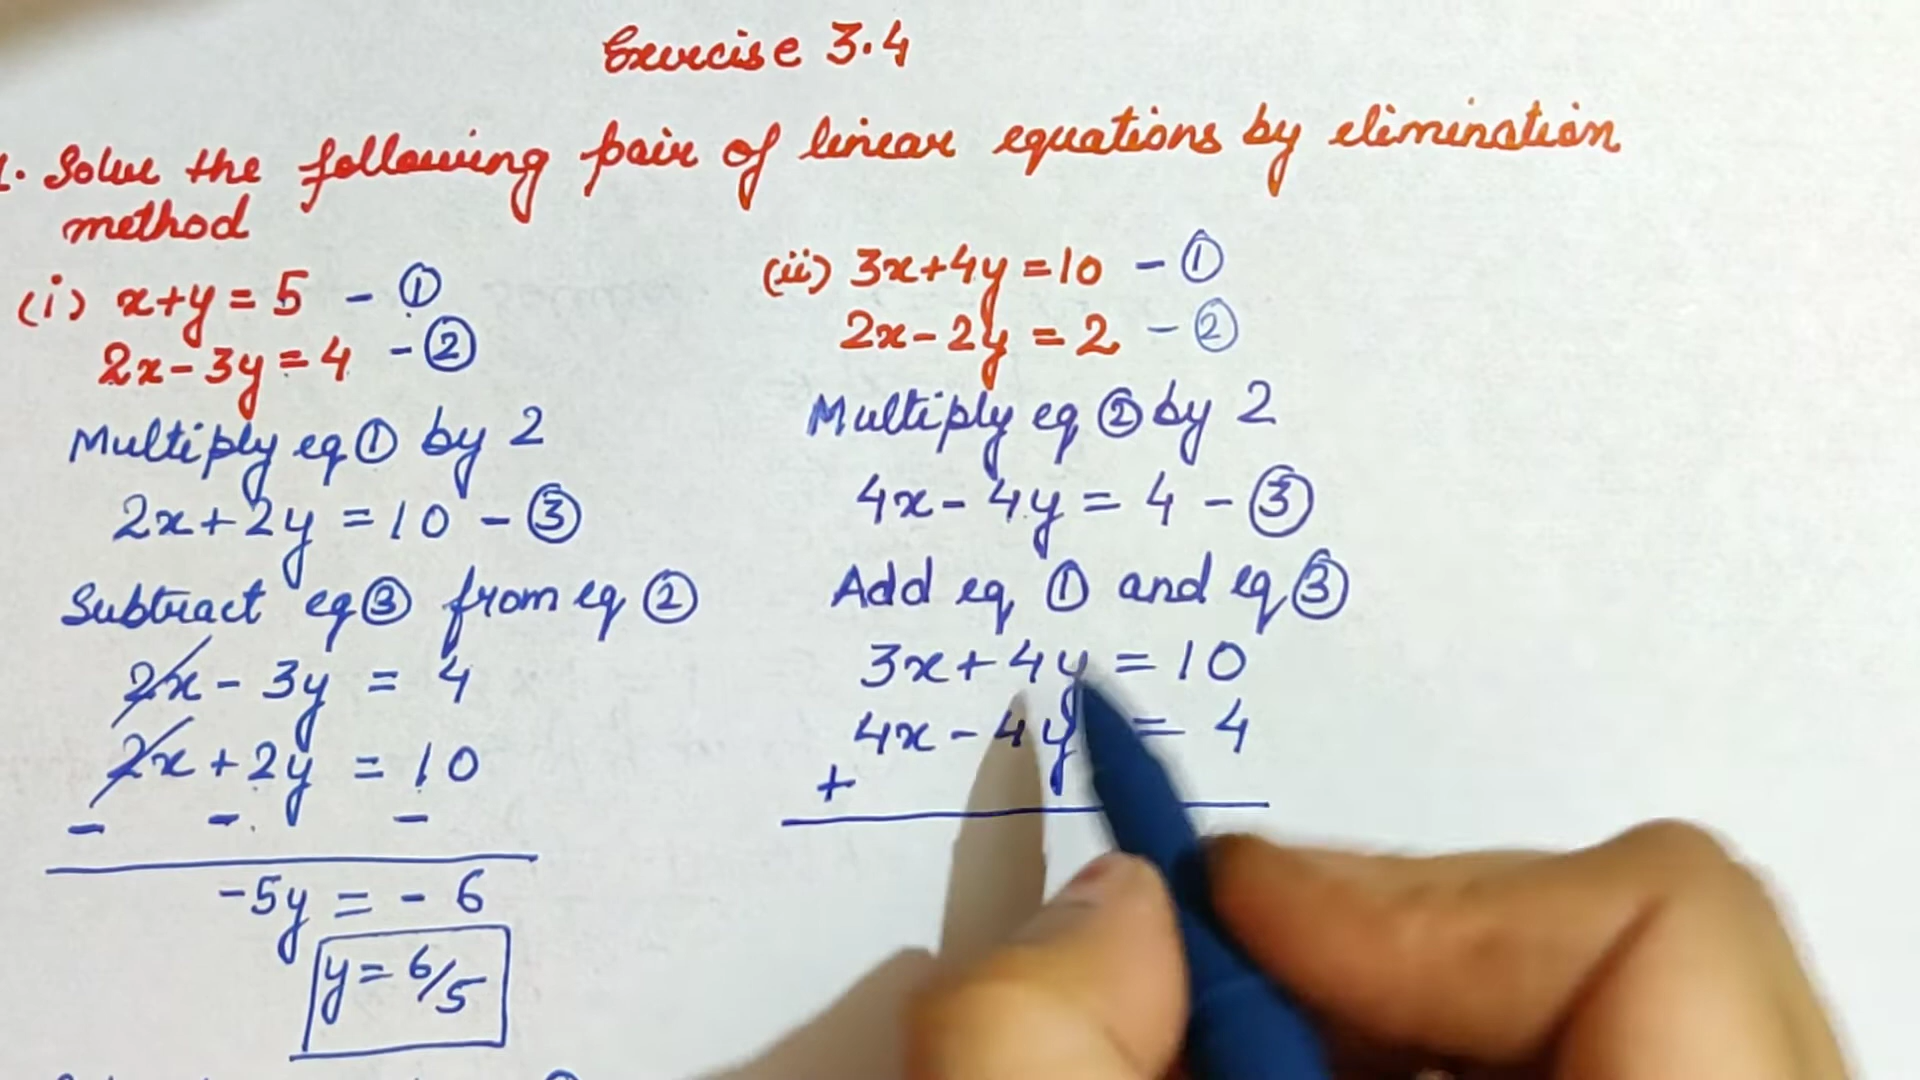 Exercise 3.4
1. Solve the following pair of linear equations by elimination
method
(i) x+y=5 - ①
2x-3y=4 - ②
Multiply eq ① by 2
2x+2y=10 - ③
Subtract eq ③ from eq ②
2x-3y = 4
2x+2y = 10
- - -
-5y = -6
y=6/5
(ii) 3x+4y=10 - ①
2x-2y=2 - ②
Multiply eq ② by 2
4x-4y=4 - ③
Add eq ① and eq ③
3x+4y=10
4x-4y = 4
+